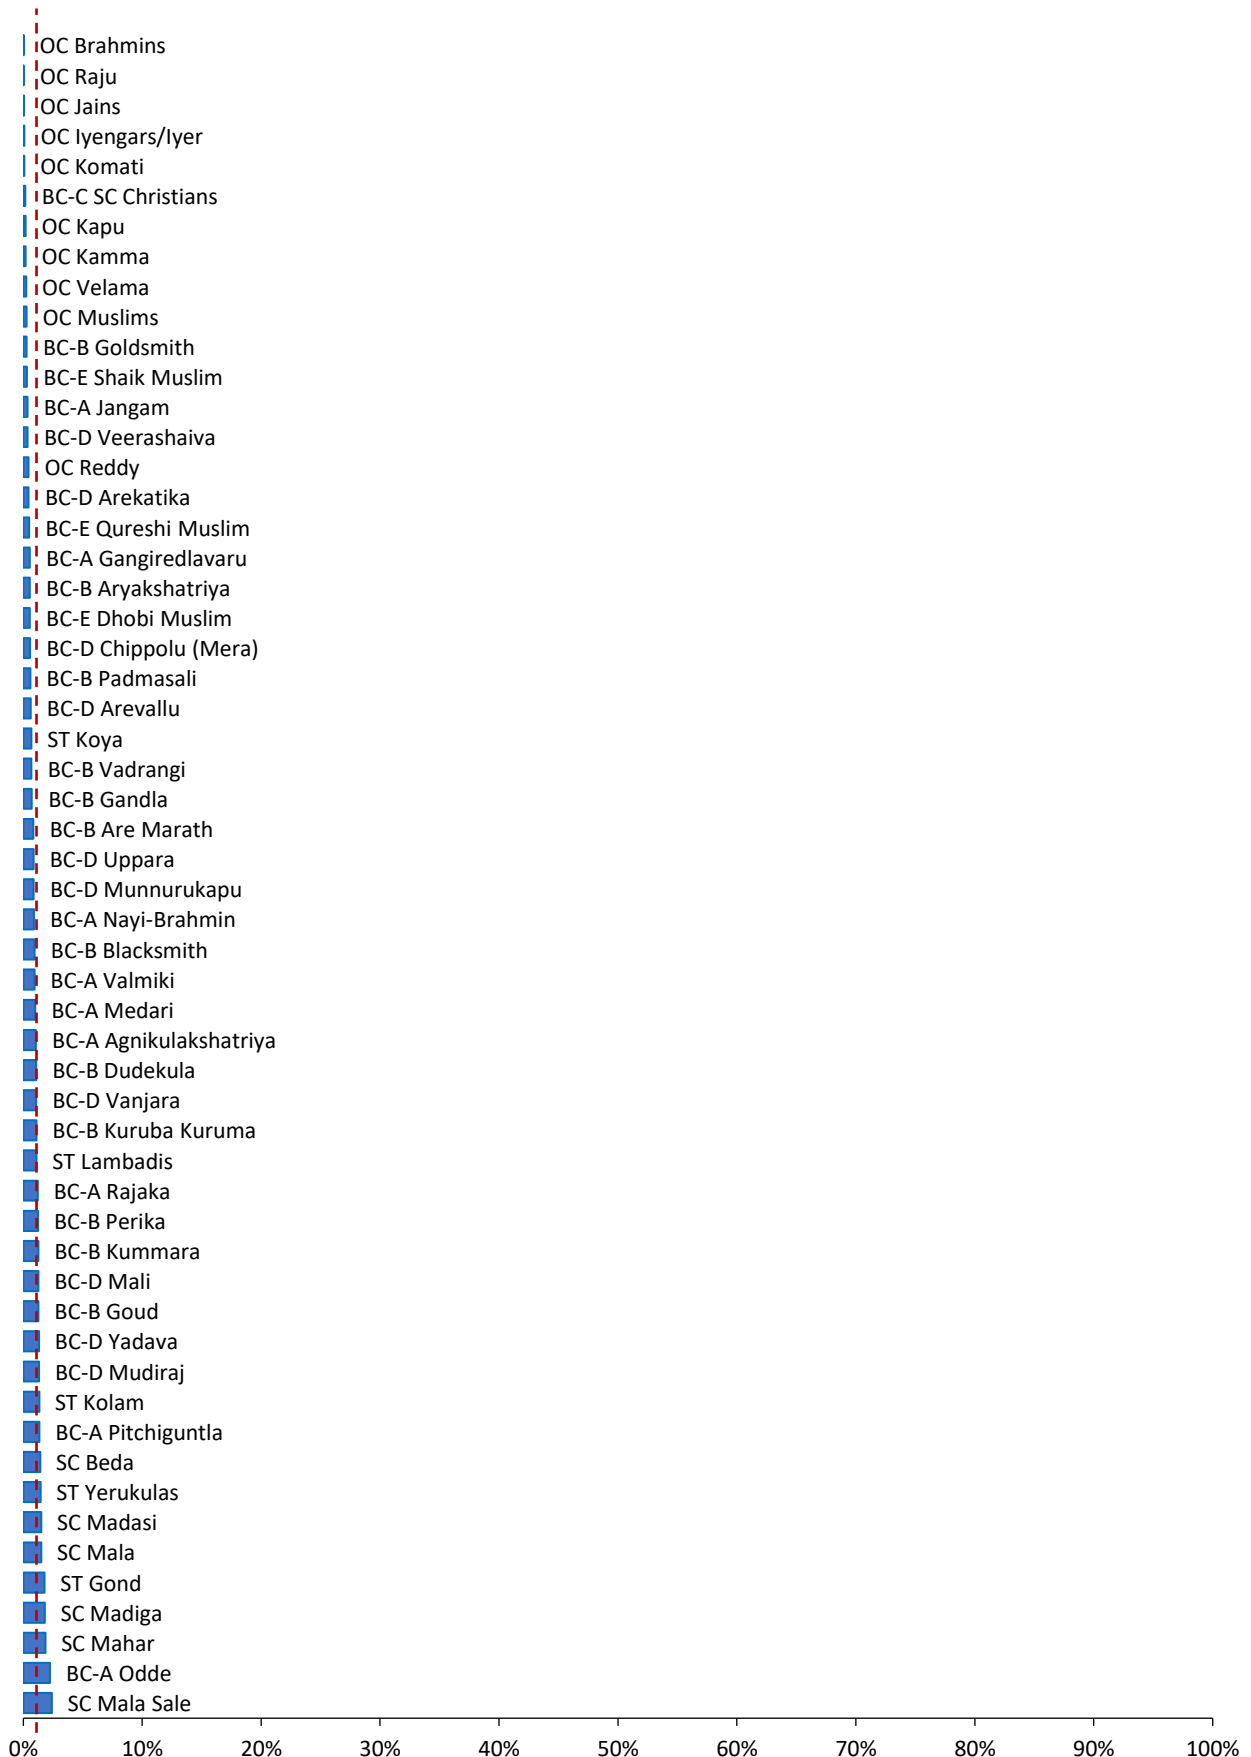 OC Brahmins
OC Raju
OC Jains
OC Iyengars/Iyer
OC Komati
BC-C SC Christians
OC Kapu
OC Kamma
OC Velama
OC Muslims
BC-B Goldsmith
BC-E Shaik Muslim
BC-A Jangam
BC-D Veerashaiva
OC Reddy
BC-D Arekatika
BC-E Qureshi Muslim
BC-A Gangiredlavaru
BC-B Aryakshatriya
BC-E Dhobi Muslim
BC-D Chippolu (Mera)
BC-B Padmasali
BC-D Arevallu
ST Koya
BC-B Vadrangi
BC-B Gandla
BC-B Are Marath
BC-D Uppara
BC-D Munnurukapu
BC-A Nayi-Brahmin
BC-B Blacksmith
BC-A Valmiki
BC-A Medari
BC-A Agnikulakshatriya
BC-B Dudekula
BC-D Vanjara
BC-B Kuruba Kuruma
ST Lambadis
BC-A Rajaka
BC-B Perika
BC-B Kummara
BC-D Mali
BC-B Goud
BC-D Yadava
BC-D Mudiraj
ST Kolam
BC-A Pitchiguntla
SC Beda
ST Yerukulas
SC Madasi
SC Mala
ST Gond
SC Madiga
SC Mahar
BC-A Odde
SC Mala Sale
0% 10% 20% 30% 40% 50% 60% 70% 80% 90% 100%